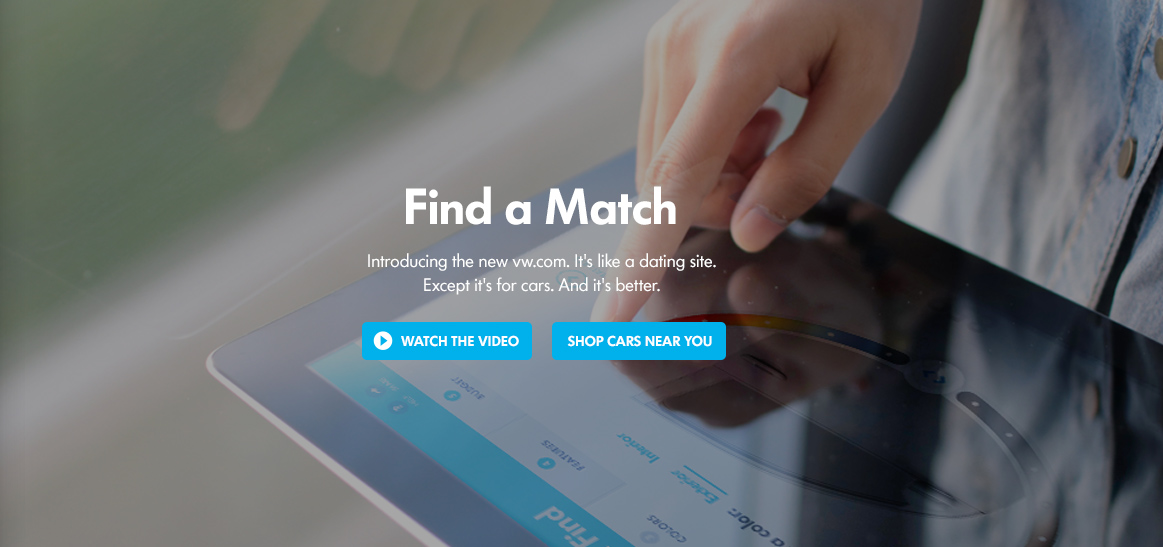 Find a Match
Introducing the new vw.com. It's like a dating site.
Except it's for cars. And it's better.
WATCH THE VIDEO
SHOP CARS NEAR YOU
BUDGET
FEATURES
Interior
Exterior
COLORS
a color:
Find